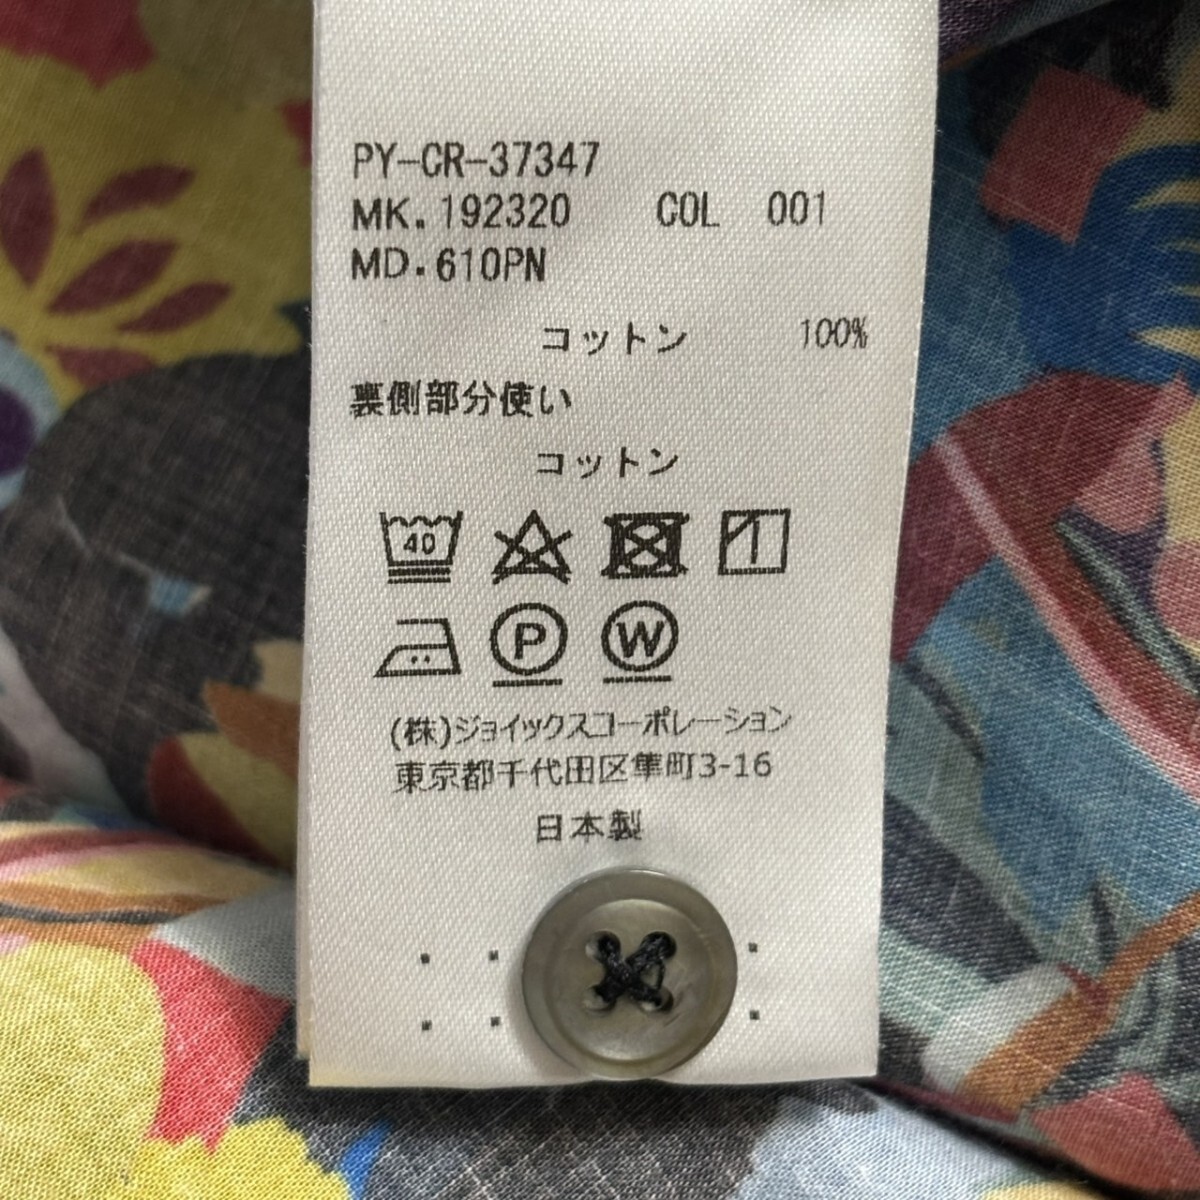 PY-CR-37347
MK.192320 COL 001
MD.610PN
コットン 100%
裏側部分使い
コットン
40
P W
(株)ジョイックスコーポレーション
東京都千代田区隼町3-16
日本製